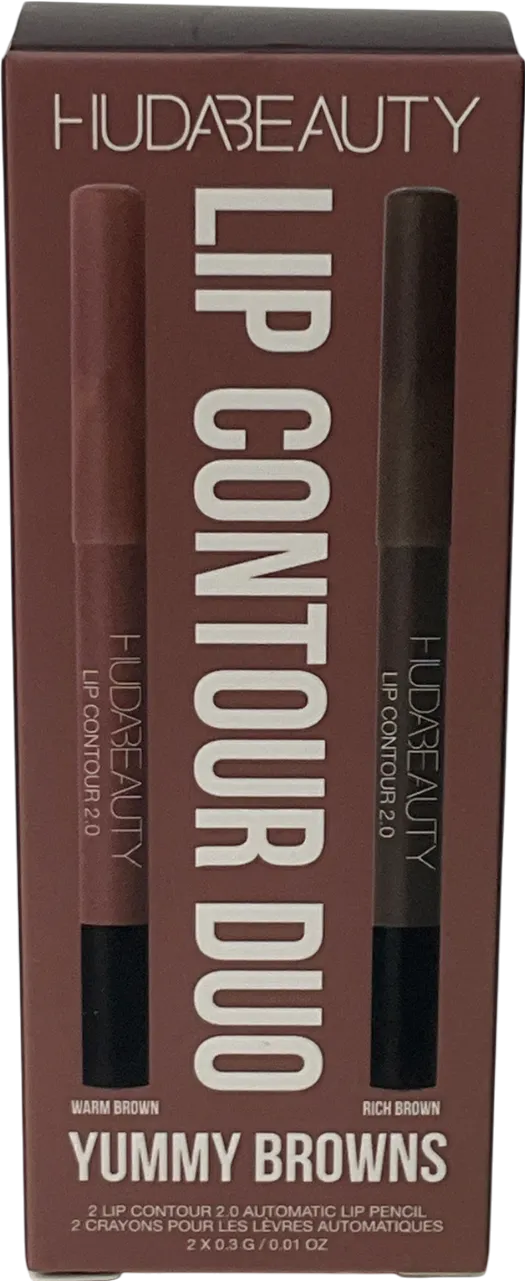 HUDABEAUTY
LIP CONTOUR DUO
HUDABEAUTY
LIP CONTOUR 2.0
HUDABEAUTY
LIP CONTOUR 2.0
WARM BROWN
RICH BROWN
YUMMY BROWNS
2 LIP CONTOUR 2.0 AUTOMATIC LIP PENCIL
2 CRAYONS POUR LES LÈVRES AUTOMATIQUES
2 X 0.3 G / 0.01 OZ